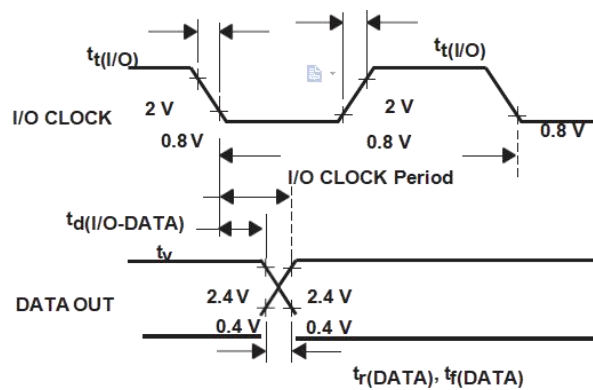 tt(I/O)
tt(I/O)
I/O CLOCK
2 V
2 V
0.8 V
0.8 V
0.8 V
I/O CLOCK Period
td(I/O-DATA)
tv
DATA OUT
2.4 V
2.4 V
0.4 V
0.4 V
tr(DATA), tf(DATA)